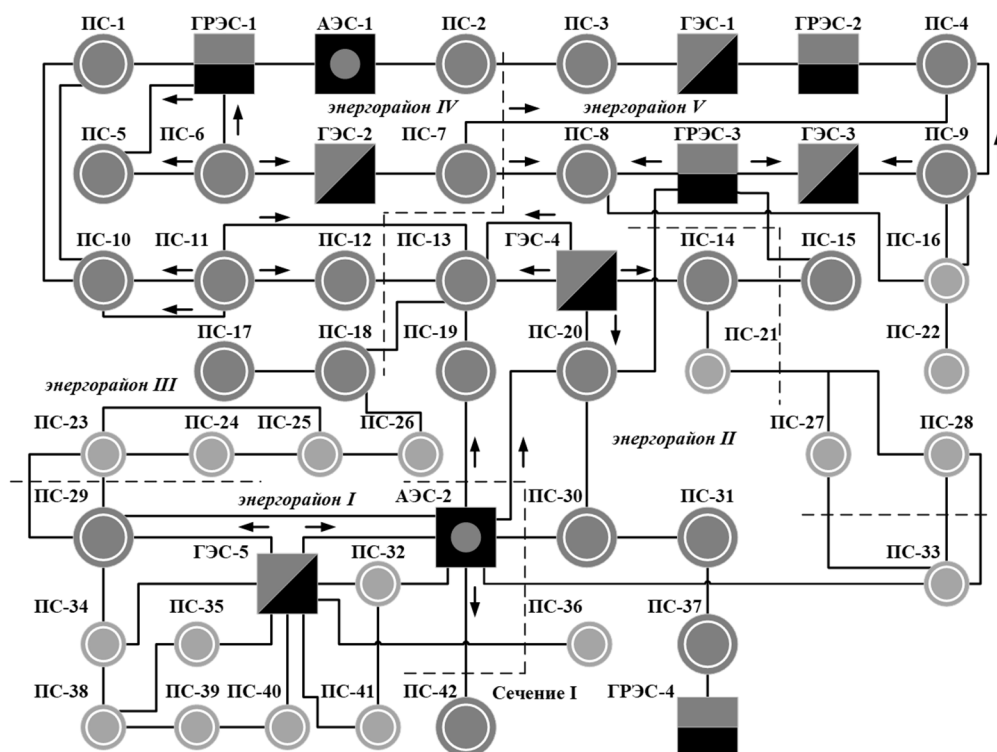 ПС-1 ГРЭС-1 АЭС-1 ПС-2 ПС-3 ГЭС-1 ГРЭС-2 ПС-4
энергорайон IV энергорайон V
ПС-5 ПС-6 ГЭС-2 ПС-7 ПС-8 ГРЭС-3 ГЭС-3 ПС-9
ПС-10 ПС-11 ПС-12 ПС-13 ГЭС-4 ПС-14 ПС-15 ПС-16
ПС-17 ПС-18 ПС-19 ПС-20 ПС-21 ПС-22
энергорайон III
ПС-23 ПС-24 ПС-25 ПС-26 энергорайон II ПС-27 ПС-28
ПС-29 энергорайон I АЭС-2 ПС-30 ПС-31
ГЭС-5 ПС-32 ПС-33
ПС-34 ПС-35 ПС-36 ПС-37
ПС-38 ПС-39 ПС-40 ПС-41 ПС-42 Сечение I ГРЭС-4